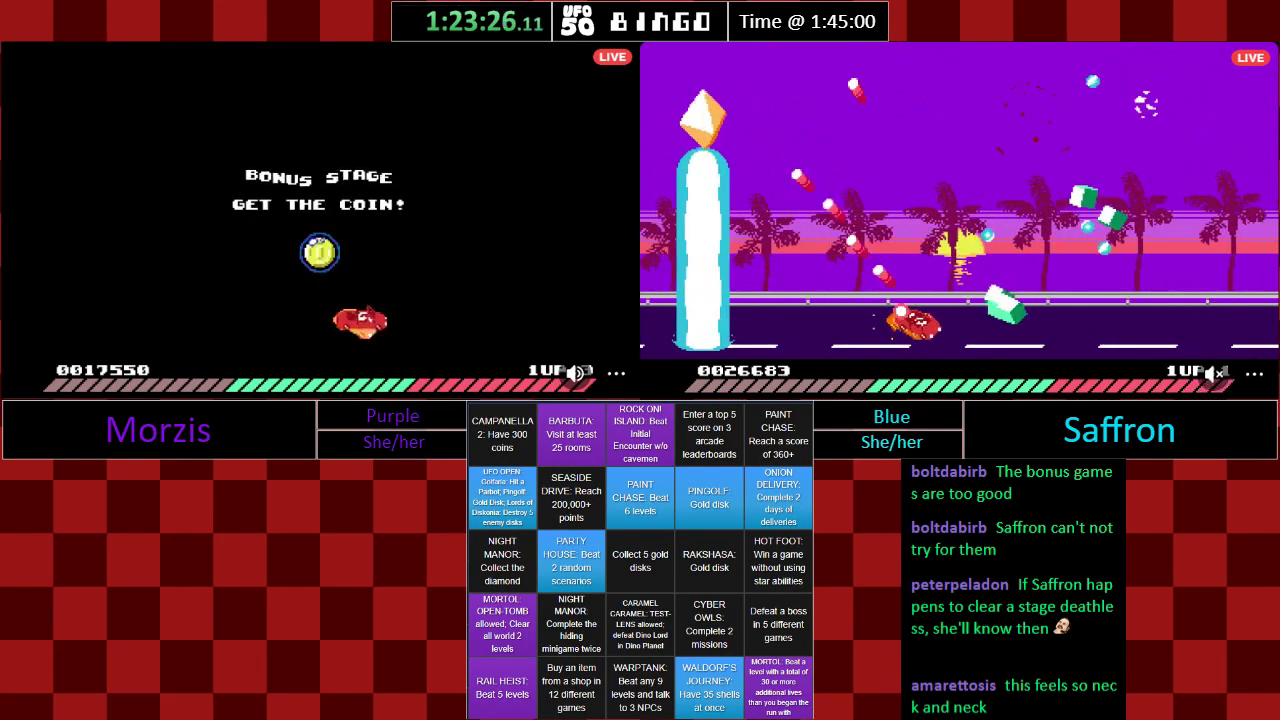 1:23:26.11
UFO 50
BINGO
Time @ 1:45:00
LIVE
LIVE
BONUS STAGE
GET THE COIN!
0017550
1UP
0026683
1UP
Morzis
Purple
She/her
Blue
She/her
Saffron
CAMPANELLA
2: Have 300
coins
BARBUTA:
Visit at least
25 rooms
ROCK ON!
ISLAND: Beat
Initial
Encounter w/o
cavemen
Enter a top 5
score on 3
arcade
leaderboards
PAINT
CHASE:
Reach a score
of 360+
UFO OPEN:
Golfaria: Hit a
Parbot; Pingolf:
Gold Disk; Lords of
Diskonia: Destroy 5
enemy disks
SEASIDE
DRIVE: Reach
200,000+
points
PAINT
CHASE: Beat
6 levels
PINGOLF:
Gold disk
ONION
DELIVERY:
Complete 2
days of
deliveries
NIGHT
MANOR:
Collect the
diamond
PARTY
HOUSE: Beat
2 random
scenarios
Collect 5 gold
disks
RAKSHASA:
Gold disk
HOT FOOT:
Win a game
without using
star abilities
MORTOL:
OPEN-TOMB
allowed; Clear
all world 2
levels
NIGHT
MANOR:
Complete the
hiding
minigame twice
CARAMEL
CARAMEL: TEST-
LENS allowed;
defeat Dino Lord
in Dino Planet
CYBER
OWLS:
Complete 2
missions
Defeat a boss
in 5 different
games
RAIL HEIST:
Beat 5 levels
Buy an item
from a shop in
12 different
games
WARPTANK:
Beat any 9
levels and talk
to 3 NPCs
WALDORF'S
JOURNEY:
Have 35 shells
at once
MORTOL: Beat a
level with a total of
30 or more
additional lives
than you began the
run with
boltdabirb The bonus game
s are too good
boltdabirb Saffron can't not
try for them
peterpeladon If Saffron hap
pens to clear a stage deathle
ss, she'll know then
amarettosis this feels so nec
k and neck